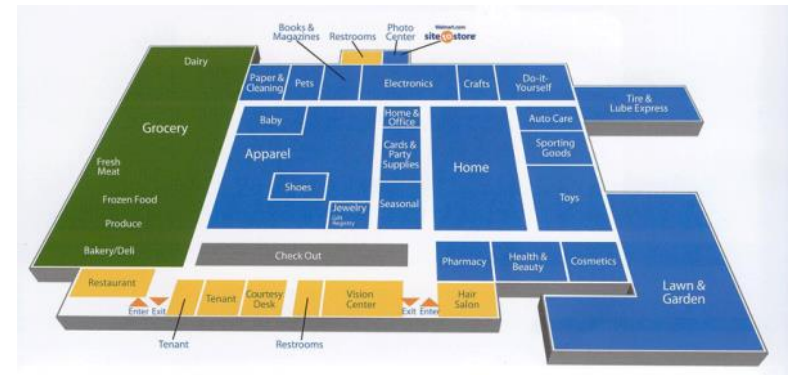 Books &
Magazines
Restrooms
Photo
Center
Walmart.com
site to store
Dairy
Paper &
Cleaning
Pets
Electronics
Crafts
Do-it-
Yourself
Tire &
Lube Express
Grocery
Baby
Home &
Office
Auto Care
Apparel
Cards &
Party
Supplies
Home
Sporting
Goods
Fresh
Meat
Shoes
Toys
Frozen Food
Seasonal
Jewelry
Gift
Registry
Produce
Bakery/Deli
Check Out
Pharmacy
Health &
Beauty
Cosmetics
Lawn &
Garden
Restaurant
Tenant
Courtesy
Desk
Vision
Center
Hair
Salon
Enter Exit
Exit Enter
Tenant
Restrooms